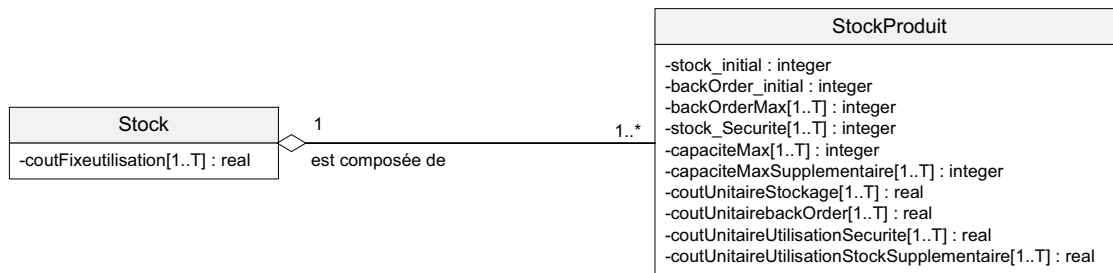 Stock
-coutFixeutilisation[1..T] : real
1
est composée de
1..*
StockProduit
-stock_initial : integer
-backOrder_initial : integer
-backOrderMax[1..T] : integer
-stock_Securite[1..T] : integer
-capaciteMax[1..T] : integer
-capaciteMaxSupplementaire[1..T] : integer
-coutUnitaireStockage[1..T] : real
-coutUnitairebackOrder[1..T] : real
-coutUnitaireUtilisationSecurite[1..T] : real
-coutUnitaireUtilisationStockSupplementaire[1..T] : real